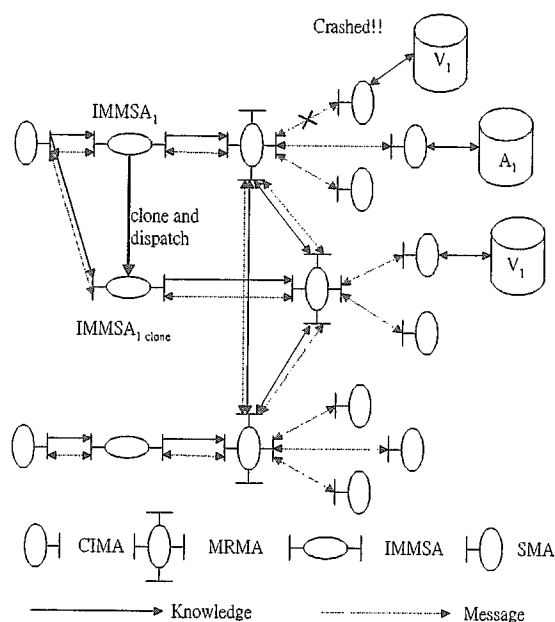 Crashed!!
V1
IMMSA1
A1
clone and
dispatch
V1
IMMSA1 clone
CIMA
MRMA
IMMSA
SMA
Knowledge
Message